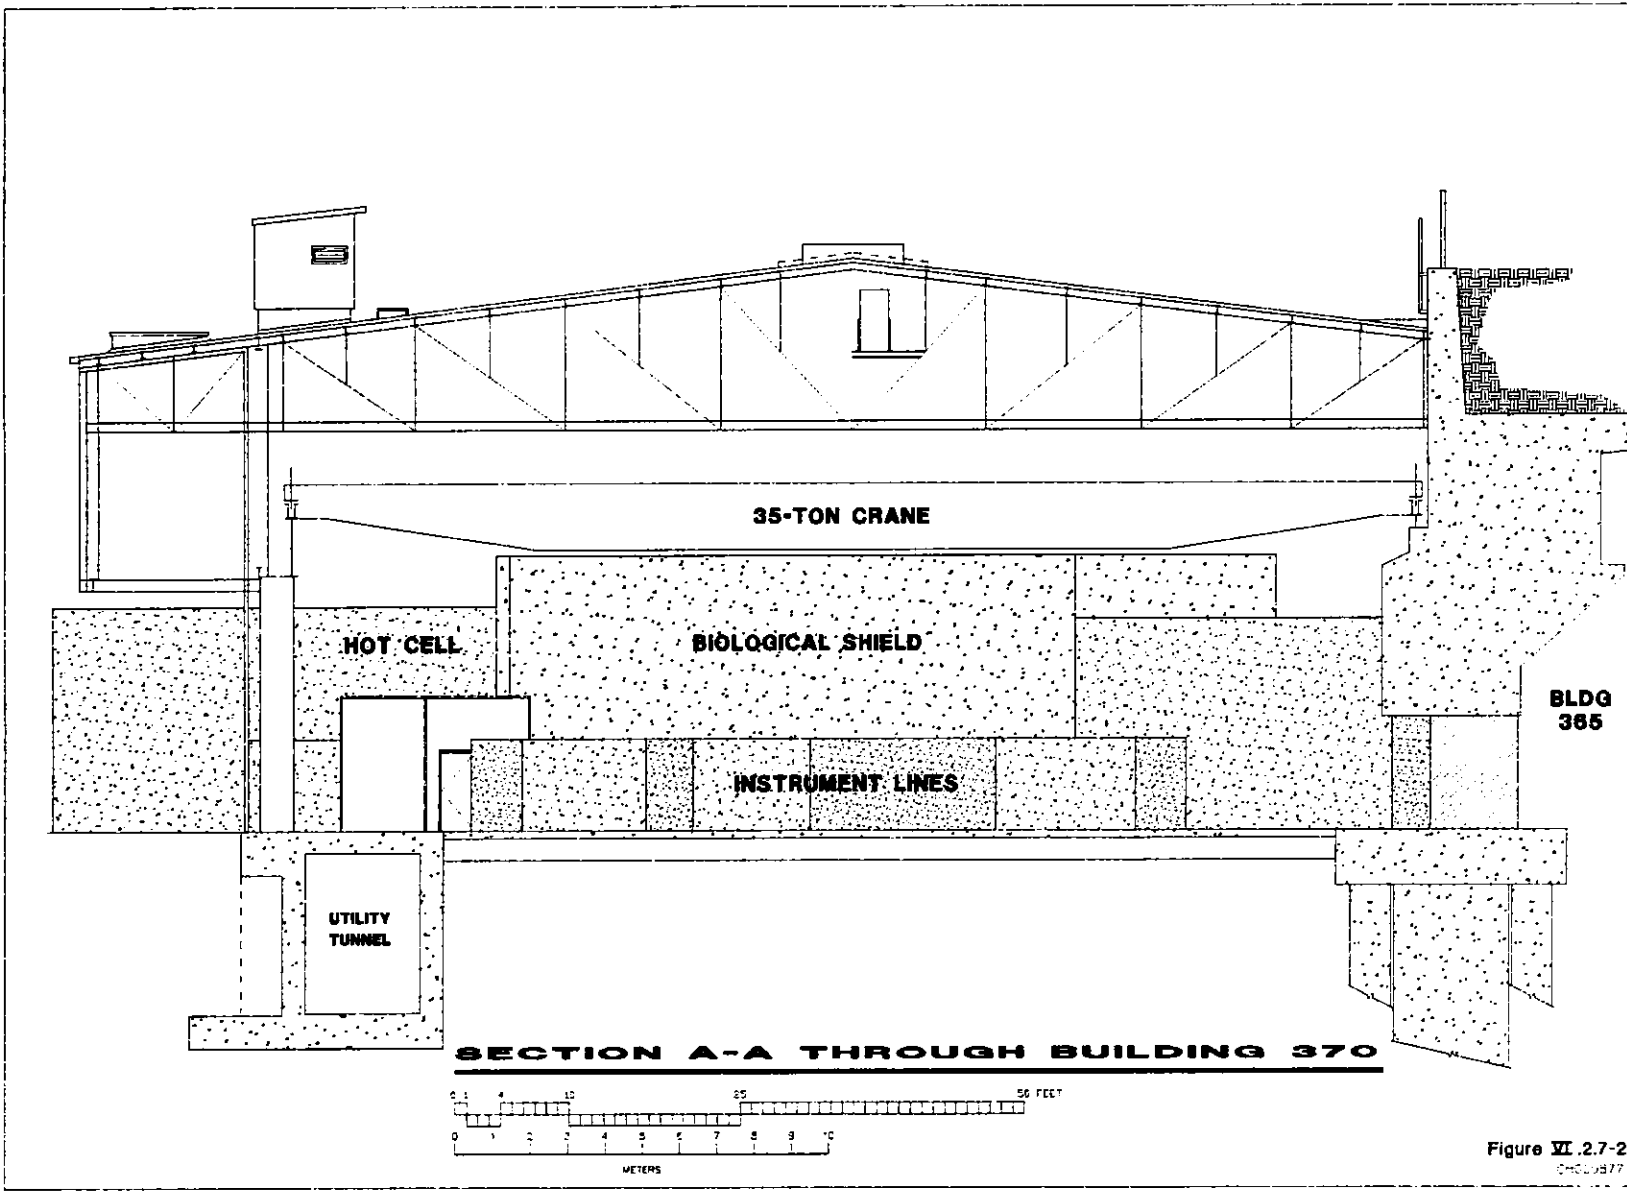 35-TON CRANE
HOT CELL
BIOLOGICAL SHIELD
BLDG
365
INSTRUMENT LINES
UTILITY
TUNNEL
SECTION A-A THROUGH BUILDING 370
0 1 4 10 25 50 FEET
0 1 2 3 4 5 6 7 8 9 10
METERS
Figure VI.2.7-2